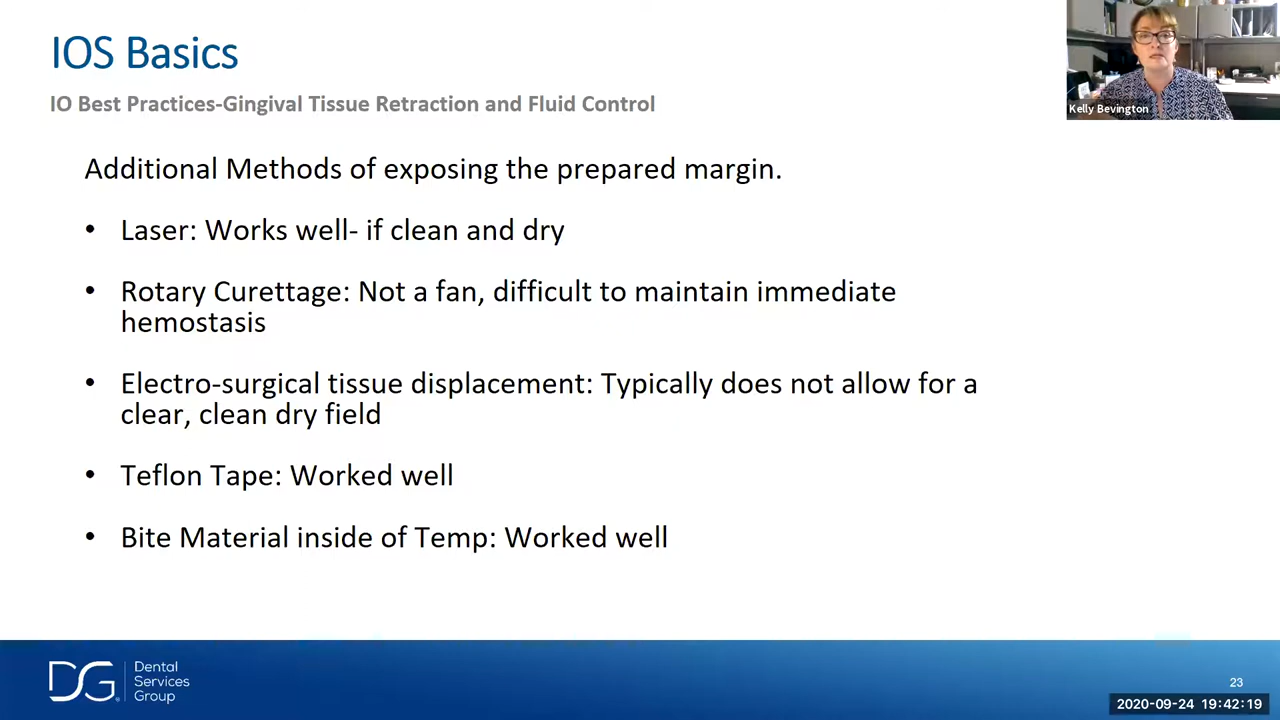 IOS Basics
IO Best Practices-Gingival Tissue Retraction and Fluid Control
Kelly Bevington
Additional Methods of exposing the prepared margin.
• Laser: Works well- if clean and dry
• Rotary Curettage: Not a fan, difficult to maintain immediate
hemostasis
• Electro-surgical tissue displacement: Typically does not allow for a
clear, clean dry field
• Teflon Tape: Worked well
• Bite Material inside of Temp: Worked well
DSG
Dental
Services
Group
23
2020-09-24 19:42:19